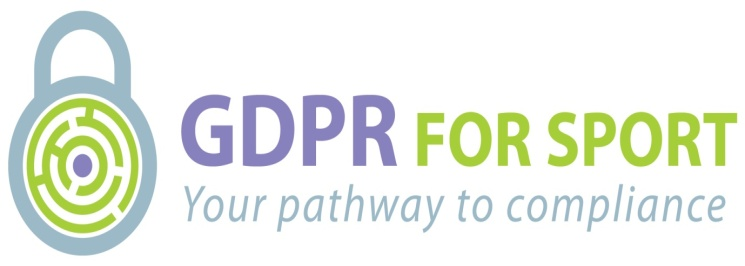 GDPR FOR SPORT
Your pathway to compliance